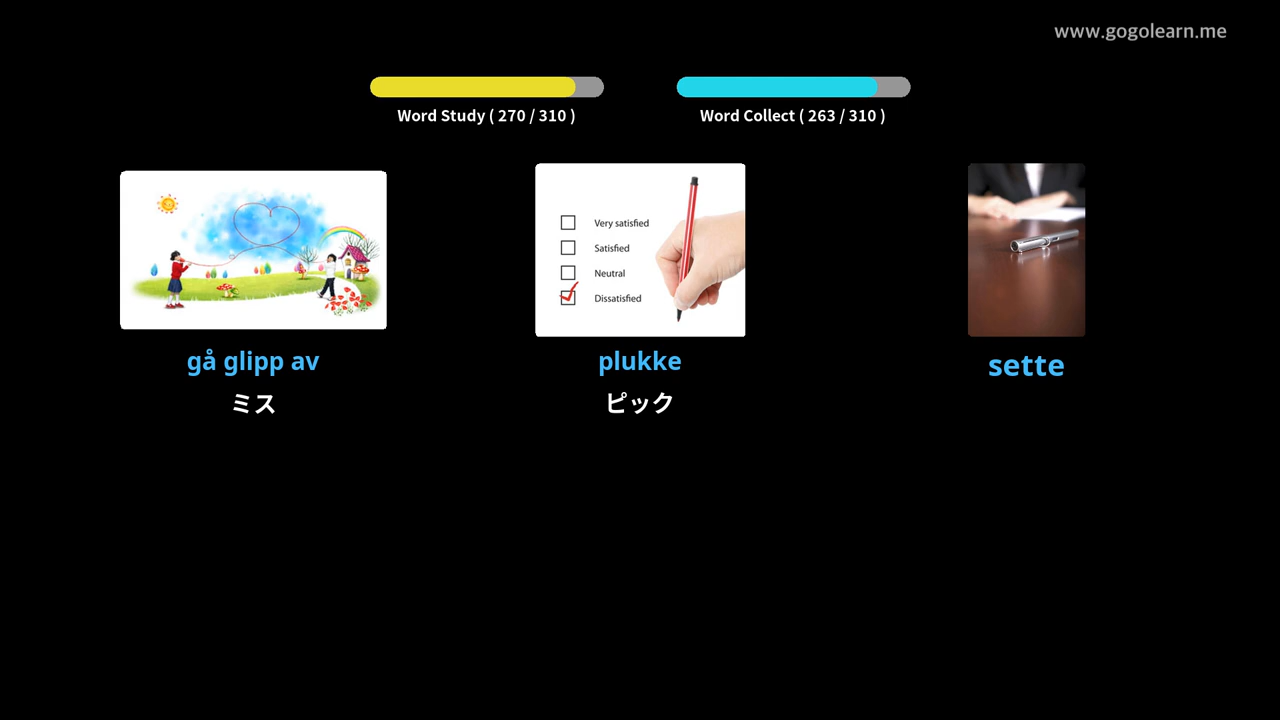 www.gogolearn.me
Word Study ( 270 / 310 )
Word Collect ( 263 / 310 )
Very satisfied
Satisfied
Neutral
Dissatisfied
gå glipp av
plukke
sette
ミス
ピック